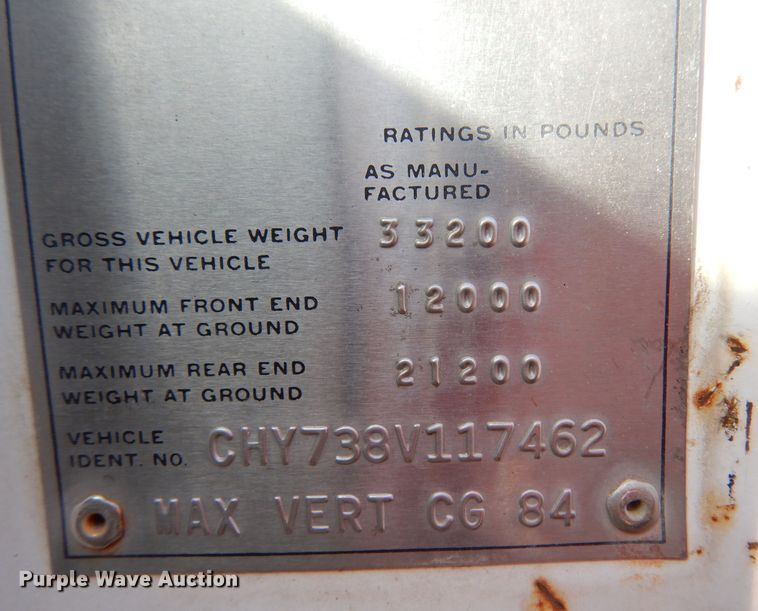 RATINGS IN POUNDS
AS MANU-
FACTURED
GROSS VEHICLE WEIGHT 33200
FOR THIS VEHICLE
MAXIMUM FRONT END 12000
WEIGHT AT GROUND
MAXIMUM REAR END 21200
WEIGHT AT GROUND
VEHICLE
IDENT. NO. CHY738V117462
MAX VERT CG 84
Purple Wave Auction